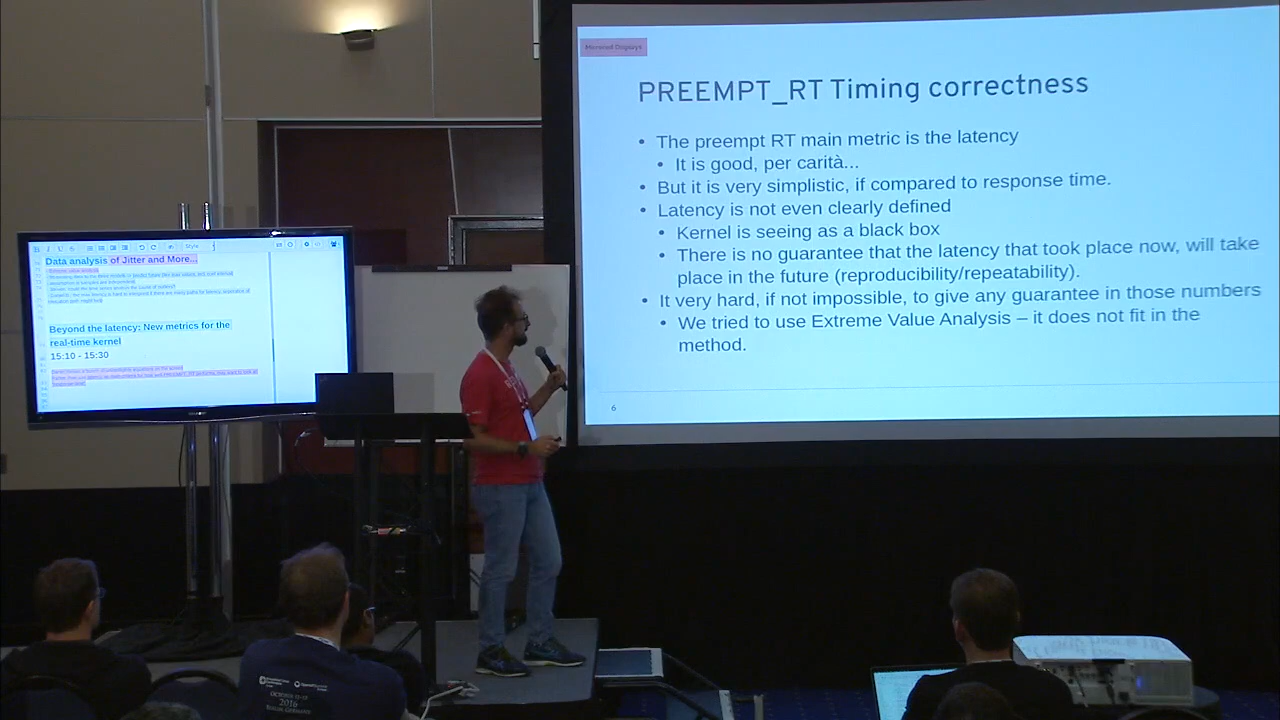 Mirrored Displays
PREEMPT_RT Timing correctness
• The preempt RT main metric is the latency
• It is good, per carità...
• But it is very simplistic, if compared to response time.
• Latency is not even clearly defined
• Kernel is seeing as a black box
• There is no guarantee that the latency that took place now, will take
place in the future (reproducibility/repeatability).
• It very hard, if not impossible, to give any guarantee in those numbers
• We tried to use Extreme Value Analysis – it does not fit in the
method.
6
Style
Data analysis of Jitter and More...
Beyond the latency: New metrics for the
real-time kernel
15:10 - 15:30
OCTOBER
2016